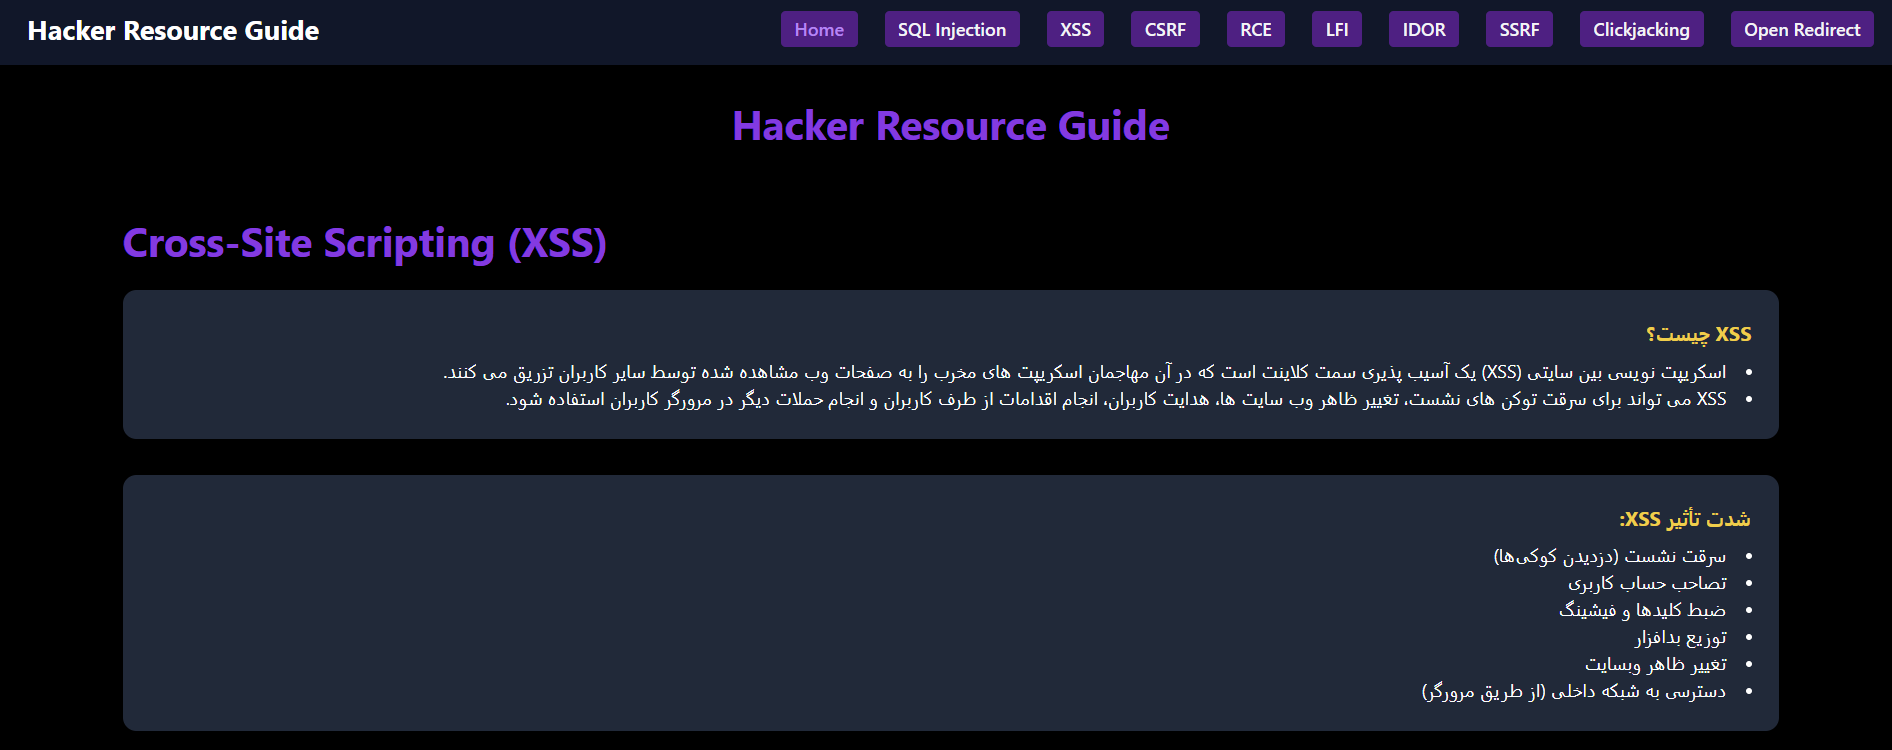 Hacker Resource Guide
Home
SQL Injection
XSS
CSRF
RCE
LFI
IDOR
SSRF
Clickjacking
Open Redirect
Hacker Resource Guide
Cross-Site Scripting (XSS)
XSS چیست؟
• اسکریپت نویسی بین سایتی (XSS) یک آسیب پذیری سمت کلاینت است که در آن مهاجمان اسکریپت های مخرب را به صفحات وب مشاهده شده توسط سایر کاربران تزریق می کنند.
• XSS می تواند برای سرقت توکن های نشست، تغییر ظاهر وب سایت ها، هدایت کاربران، انجام اقدامات از طرف کاربران و انجام حملات دیگر در مرورگر کاربران استفاده شود.
شدت تأثیر XSS:
• سرقت نشست (دزدیدن کوکی‌ها)
• تصاحب حساب کاربری
• ضبط کلیدها و فیشینگ
• توزیع بدافزار
• تغییر ظاهر وبسایت
• دسترسی به شبکه داخلی (از طریق مرورگر)